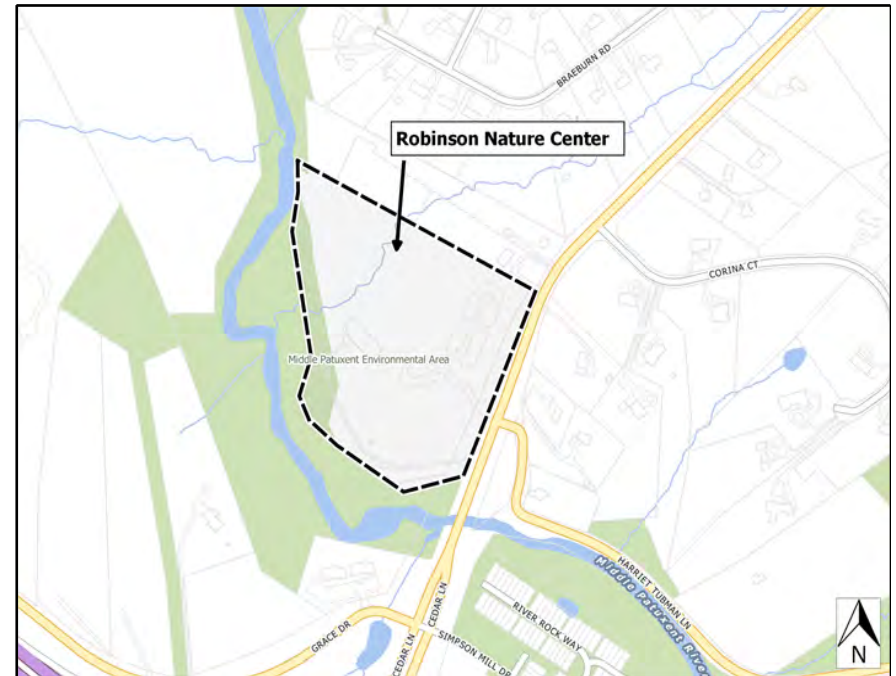 BRAEBURN RD
Robinson Nature Center
CORINA CT
Middle Patuxent Environmental Area
HARRIET TUBMAN LN
Middle Patuxent River
RIVER ROCK WAY
CEDAR LN
GRACE DR
CEDAR LN
SIMPSON MILL DR
N